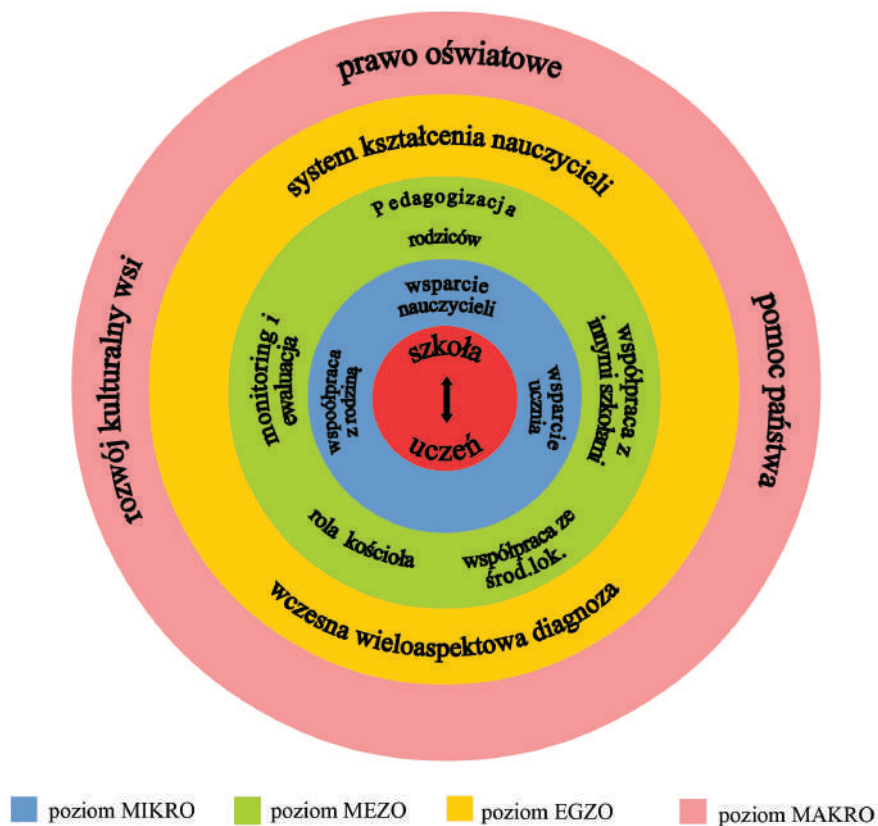 prawo oświatowe
system kształcenia nauczycieli
Pedagogizacja
rodziców
wsparcie
nauczycieli
szkoła
uczeń
współpraca
z rodziną
wsparcie
ucznia
monitoring i
ewaluacja
współpraca z
innymi szkołami
rozwój kulturalny wsi
pomoc państwa
rola kościoła
współpraca ze
środ.lok.
wczesna wieloaspektowa diagnoza
poziom MIKRO
poziom MEZO
poziom EGZO
poziom MAKRO